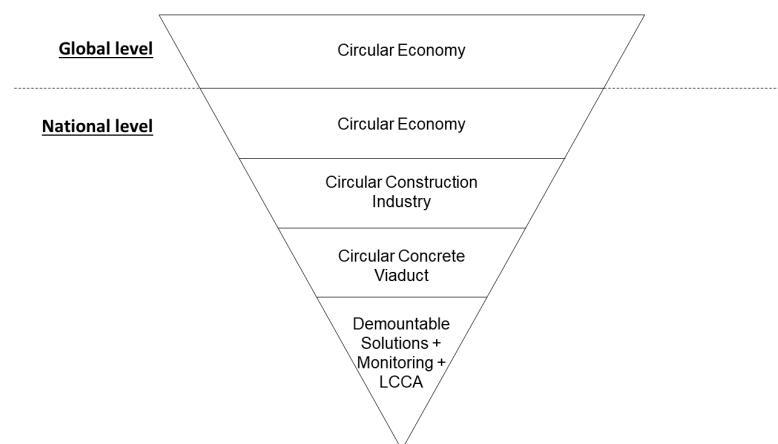 Global level
Circular Economy
National level
Circular Economy
Circular Construction
Industry
Circular Concrete
Viaduct
Demountable
Solutions +
Monitoring +
LCCA